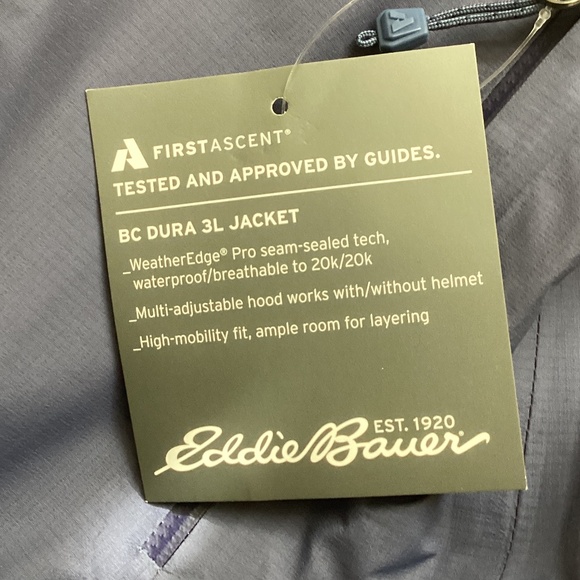 FIRSTASCENT®
TESTED AND APPROVED BY GUIDES.
BC DURA 3L JACKET
_WeatherEdge® Pro seam-sealed tech,
waterproof/breathable to 20k/20k
_Multi-adjustable hood works with/without helmet
_High-mobility fit, ample room for layering
EST. 1920
Eddie Bauer